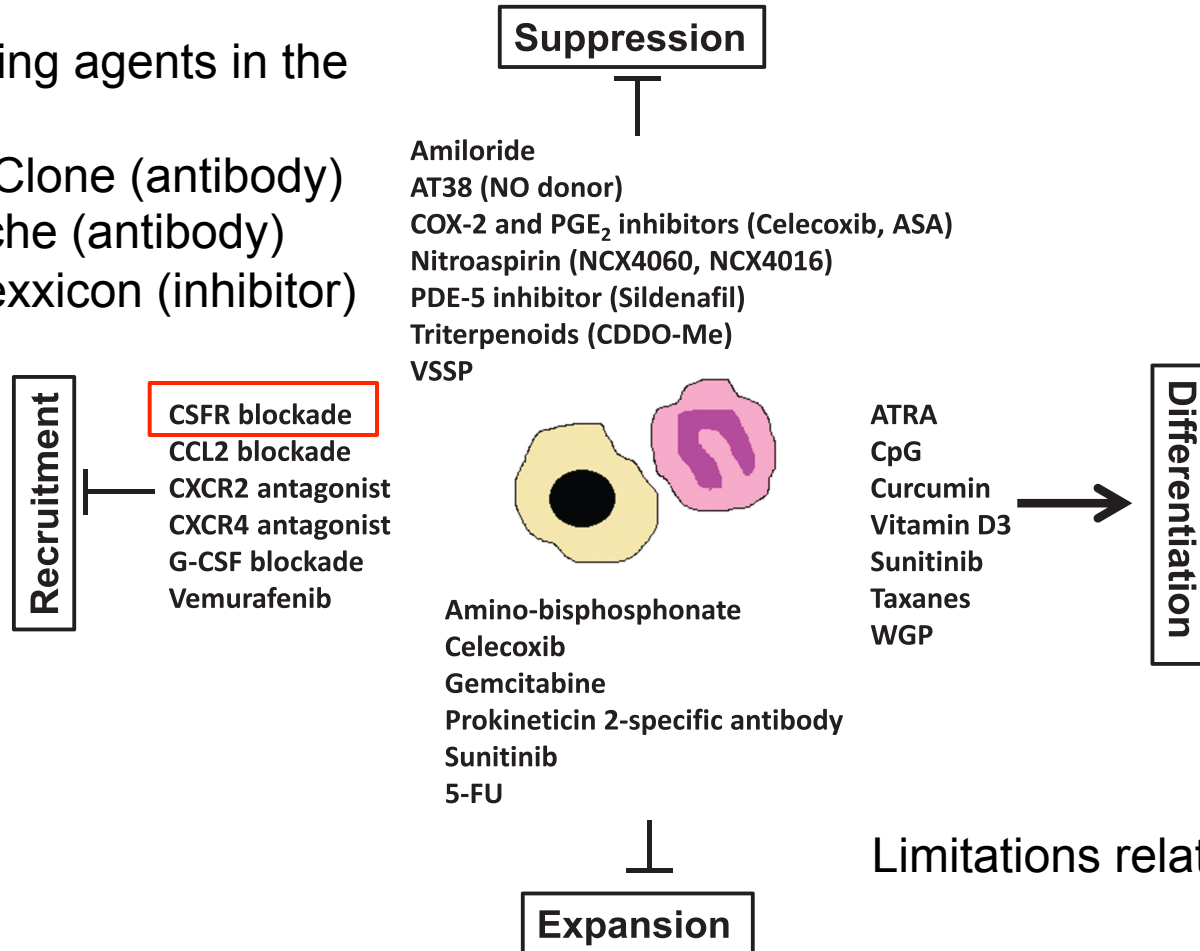 Suppression
ing agents in the
Clone (antibody)
che (antibody)
exxicon (inhibitor)
Amiloride
AT38 (NO donor)
COX-2 and PGE₂ inhibitors (Celecoxib, ASA)
Nitroaspirin (NCX4060, NCX4016)
PDE-5 inhibitor (Sildenafil)
Triterpenoids (CDDO-Me)
VSSP
Recruitment
CSFR blockade
CCL2 blockade
CXCR2 antagonist
CXCR4 antagonist
G-CSF blockade
Vemurafenib
ATRA
CpG
Curcumin
Vitamin D3
Sunitinib
Taxanes
WGP
Differentiation
Amino-bisphosphonate
Celecoxib
Gemcitabine
Prokineticin 2-specific antibody
Sunitinib
5-FU
Limitations relat
Expansion